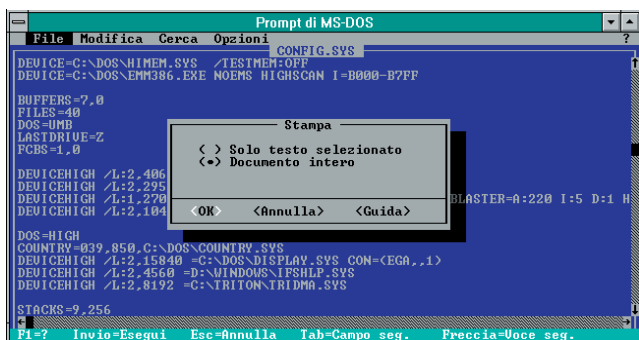 Prompt di MS-DOS
File Modifica Cerca Opzioni ?
CONFIG.SYS
DEVICE=C:\DOS\HIMEM.SYS /TESTMEM:OFF
DEVICE=C:\DOS\EMM386.EXE NOEMS HIGHSCAN I=B000-B7FF
BUFFERS=7,0
FILES=40
DOS=UMB
LASTDRIVE=Z
FCBS=1,0
DEVICEHIGH /L:2,406
DEVICEHIGH /L:2,295
DEVICEHIGH /L:1,270 BLASTER=A:220 I:5 D:1 H
DEVICEHIGH /L:2,104
Stampa
( ) Solo testo selezionato
(•) Documento intero
<OK> <Annulla> <Guida>
DOS=HIGH
COUNTRY=039,850,C:\DOS\COUNTRY.SYS
DEVICEHIGH /L:2,15840 =C:\DOS\DISPLAY.SYS CON=(EGA,,1)
DEVICEHIGH /L:2,4560 =D:\WINDOWS\IFSHLP.SYS
DEVICEHIGH /L:2,8192 =C:\TRITON\TRIDMA.SYS
STACKS=9,256
F1=? Invio=Esegui Esc=Annulla Tab=Campo seg. Freccia=Voce seg.